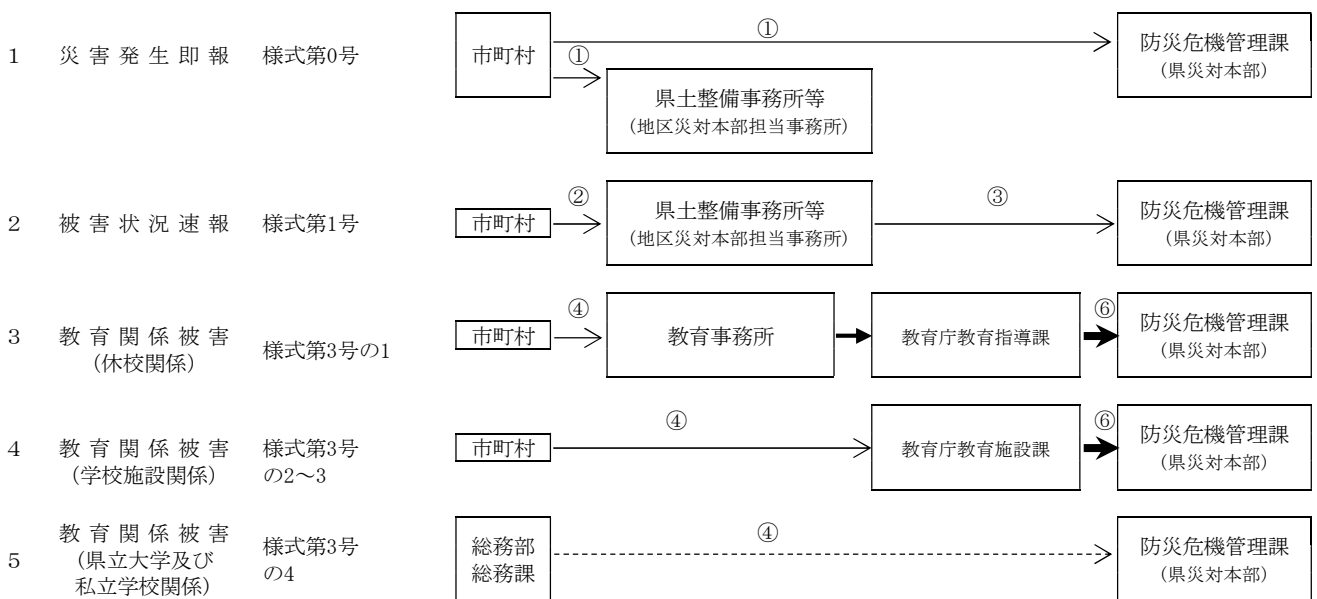 ①
1 災害発生即報 様式第0号 市町村 ① 防災危機管理課
(県災対本部)
県土整備事務所等
(地区災対本部担当事務所)
② ③
2 被害状況速報 様式第1号 市町村 県土整備事務所等 防災危機管理課
(地区災対本部担当事務所) (県災対本部)
④ ⑥
3 教育関係被害 様式第3号の1 市町村 教育事務所 教育庁教育指導課 防災危機管理課
(休校関係) (県災対本部)
④ ⑥
4 教育関係被害 様式第3号 市町村 教育庁教育施設課 防災危機管理課
(学校施設関係) の2～3 (県災対本部)
④
5 教育関係被害 様式第3号 総務部 防災危機管理課
(県立大学及び の4 総務課 (県災対本部)
私立学校関係)